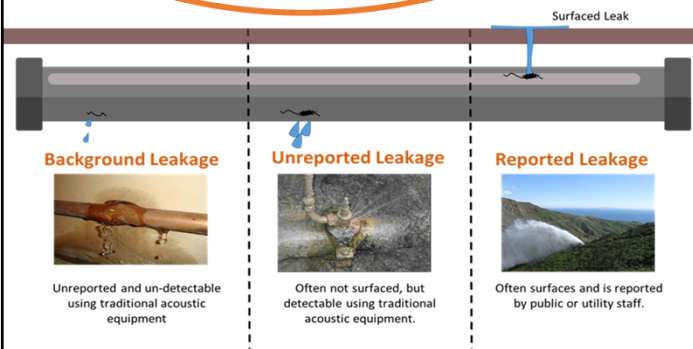 Surfaced Leak
Background Leakage
Unreported and un-detectable
using traditional acoustic
equipment
Unreported Leakage
Often not surfaced, but
detectable using traditional
acoustic equipment.
Reported Leakage
Often surfaces and is reported
by public or utility staff.